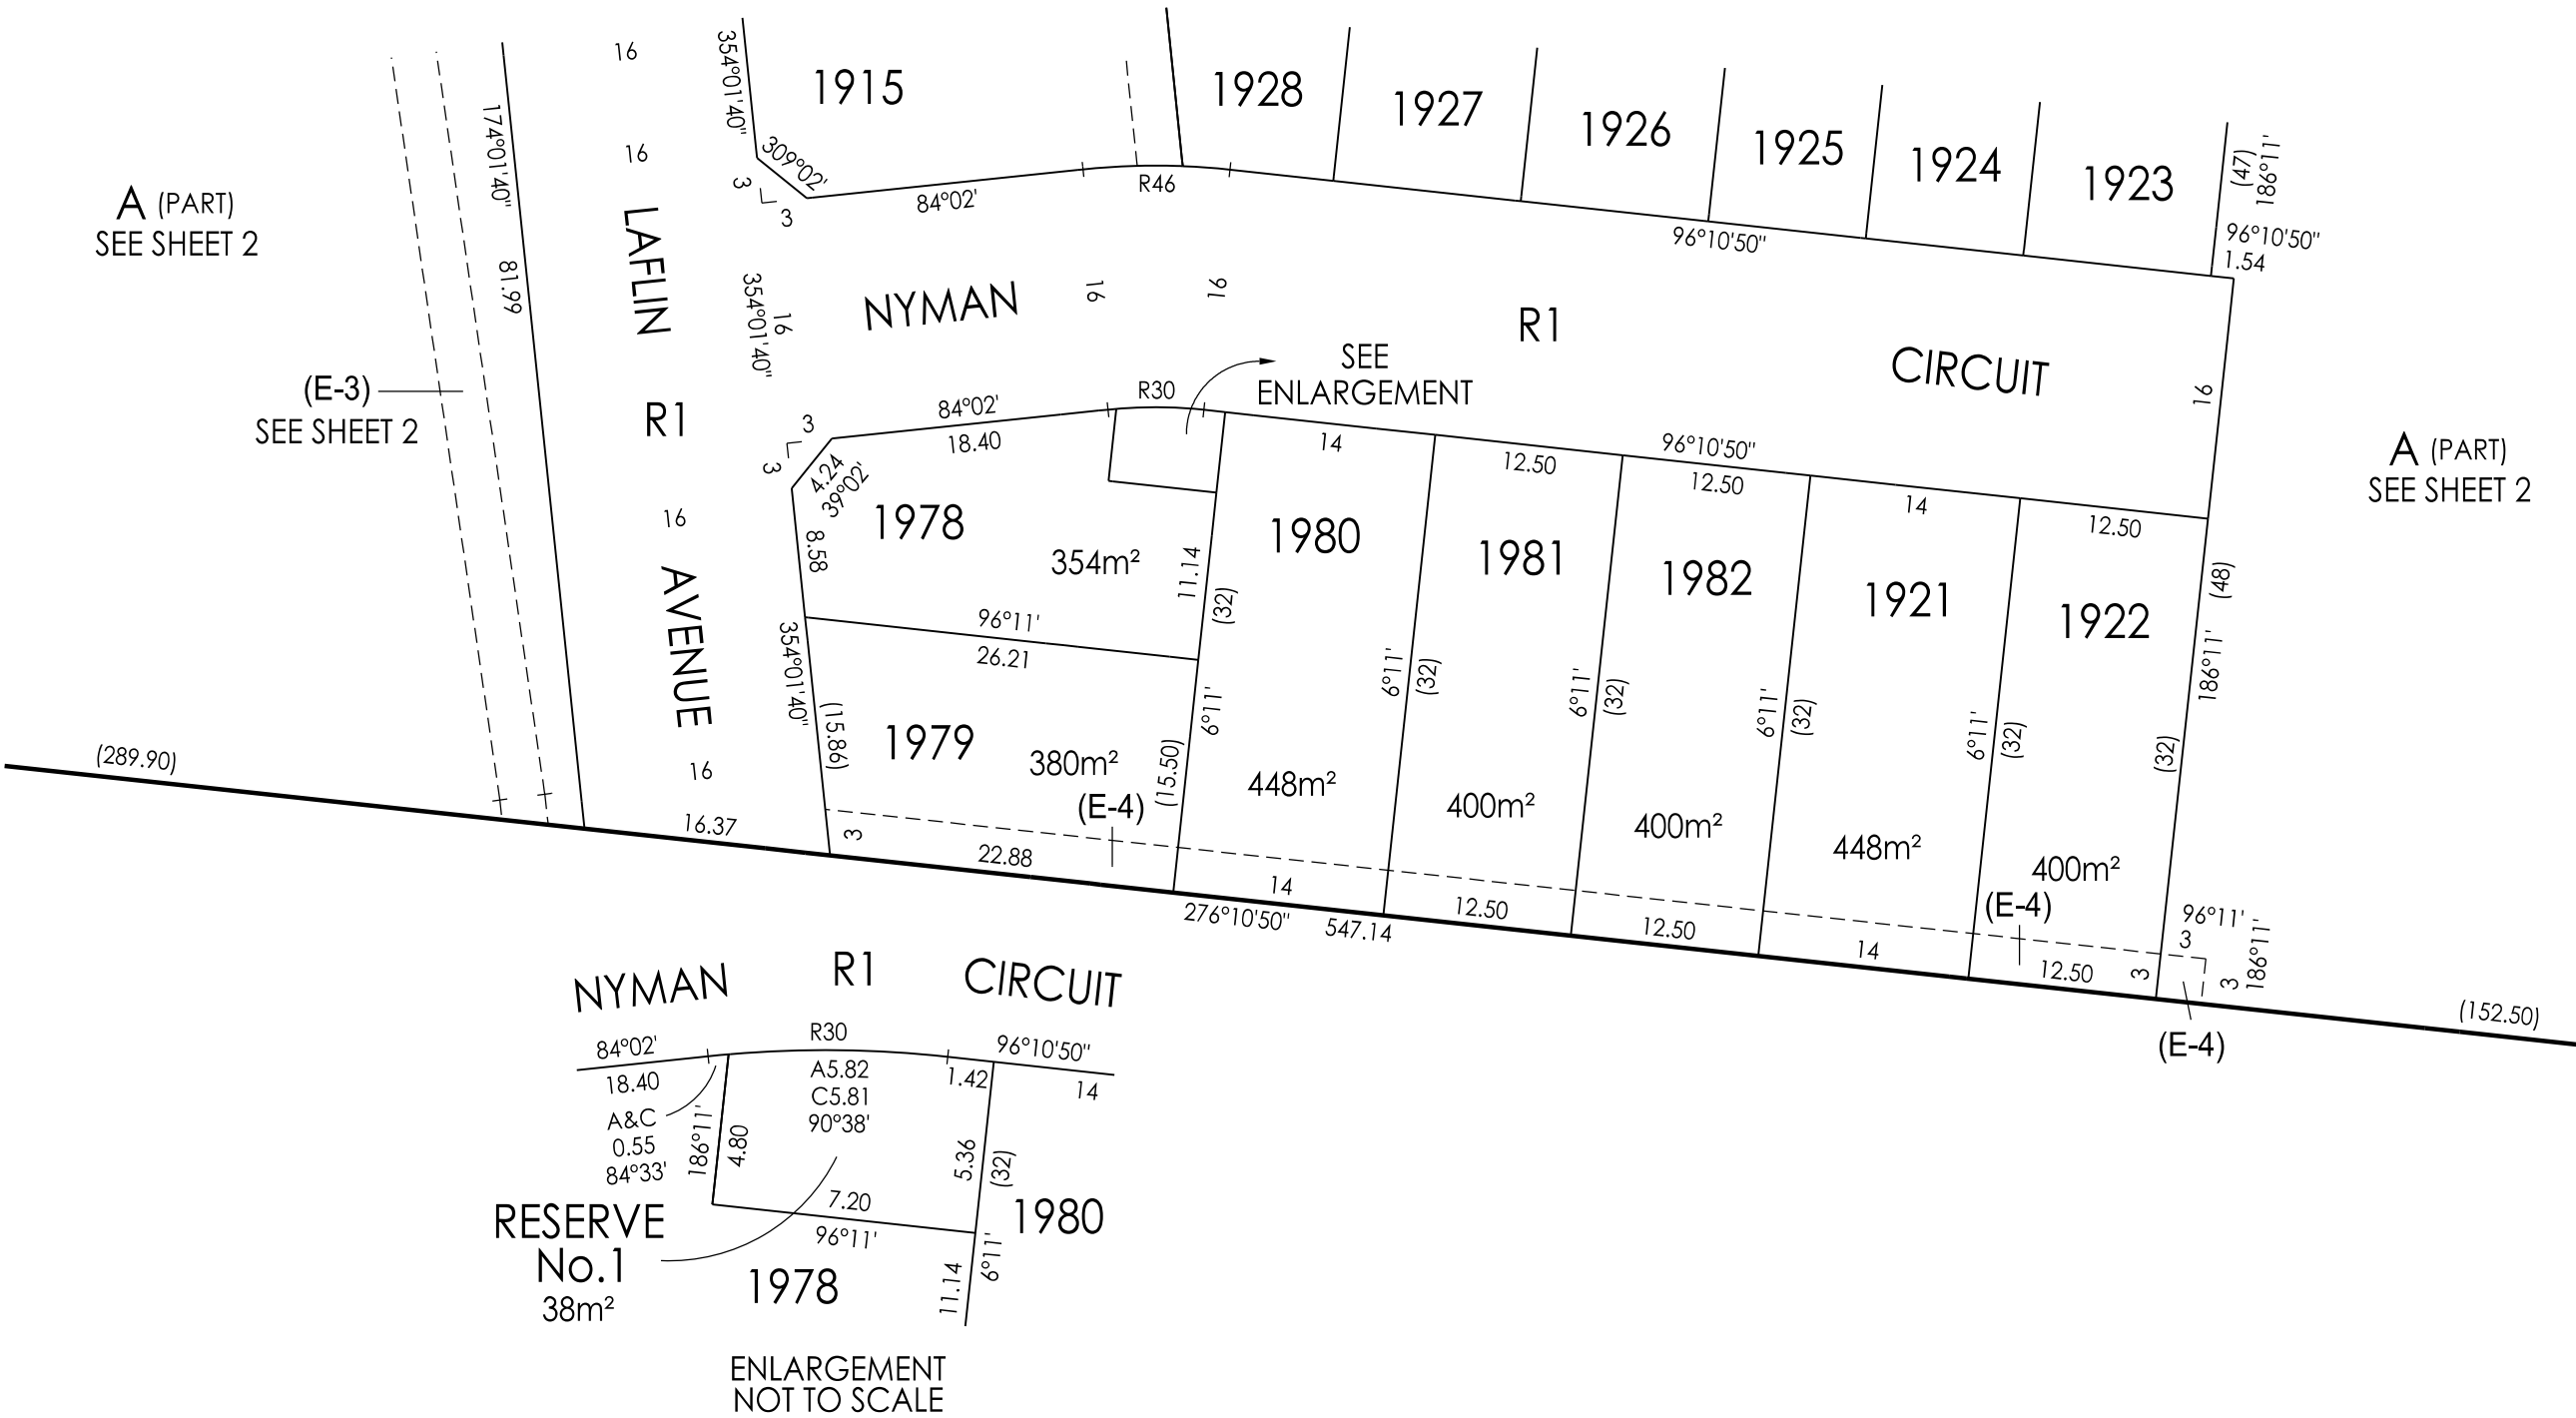 16
354°01'40"
1915
1928
1927
1926
1925
1924
1923
(47)
186°11'
174°01'40"
16
309°02'
3
3
84°02'
R46
96°10'50"
96°10'50"
1.54
A (PART)
SEE SHEET 2
81.99
LAFLIN
354°01'40"
16
NYMAN
16
16
R1
CIRCUIT
16
SEE
ENLARGEMENT
(E-3)
SEE SHEET 2
R1
3
3
84°02'
18.40
R30
14
12.50
96°10'50"
12.50
14
12.50
A (PART)
SEE SHEET 2
4.24
39°02'
16
8.58
1978
354m²
11.14
(32)
1980
1981
1982
1921
1922
(48)
186°11'
AVENUE
354°01'40"
96°11'
26.21
6°11'
6°11'
(32)
6°11'
(32)
6°11'
(32)
6°11'
(32)
(32)
(15.86)
1979
380m²
(15.50)
448m²
400m²
400m²
448m²
400m²
(289.90)
16
16.37
3
(E-4)
22.88
14
12.50
12.50
14
(E-4)
12.50
3
96°11'
3
3
186°11'
276°10'50"
547.14
(152.50)
(E-4)
NYMAN
R1
CIRCUIT
84°02'
18.40
R30
96°10'50"
A5.82
C5.81
90°38'
1.42
14
A&C
0.55
84°33'
186°11'
4.80
5.36
(32)
7.20
96°11'
1980
RESERVE
No.1
38m²
1978
11.14
6°11'
ENLARGEMENT
NOT TO SCALE